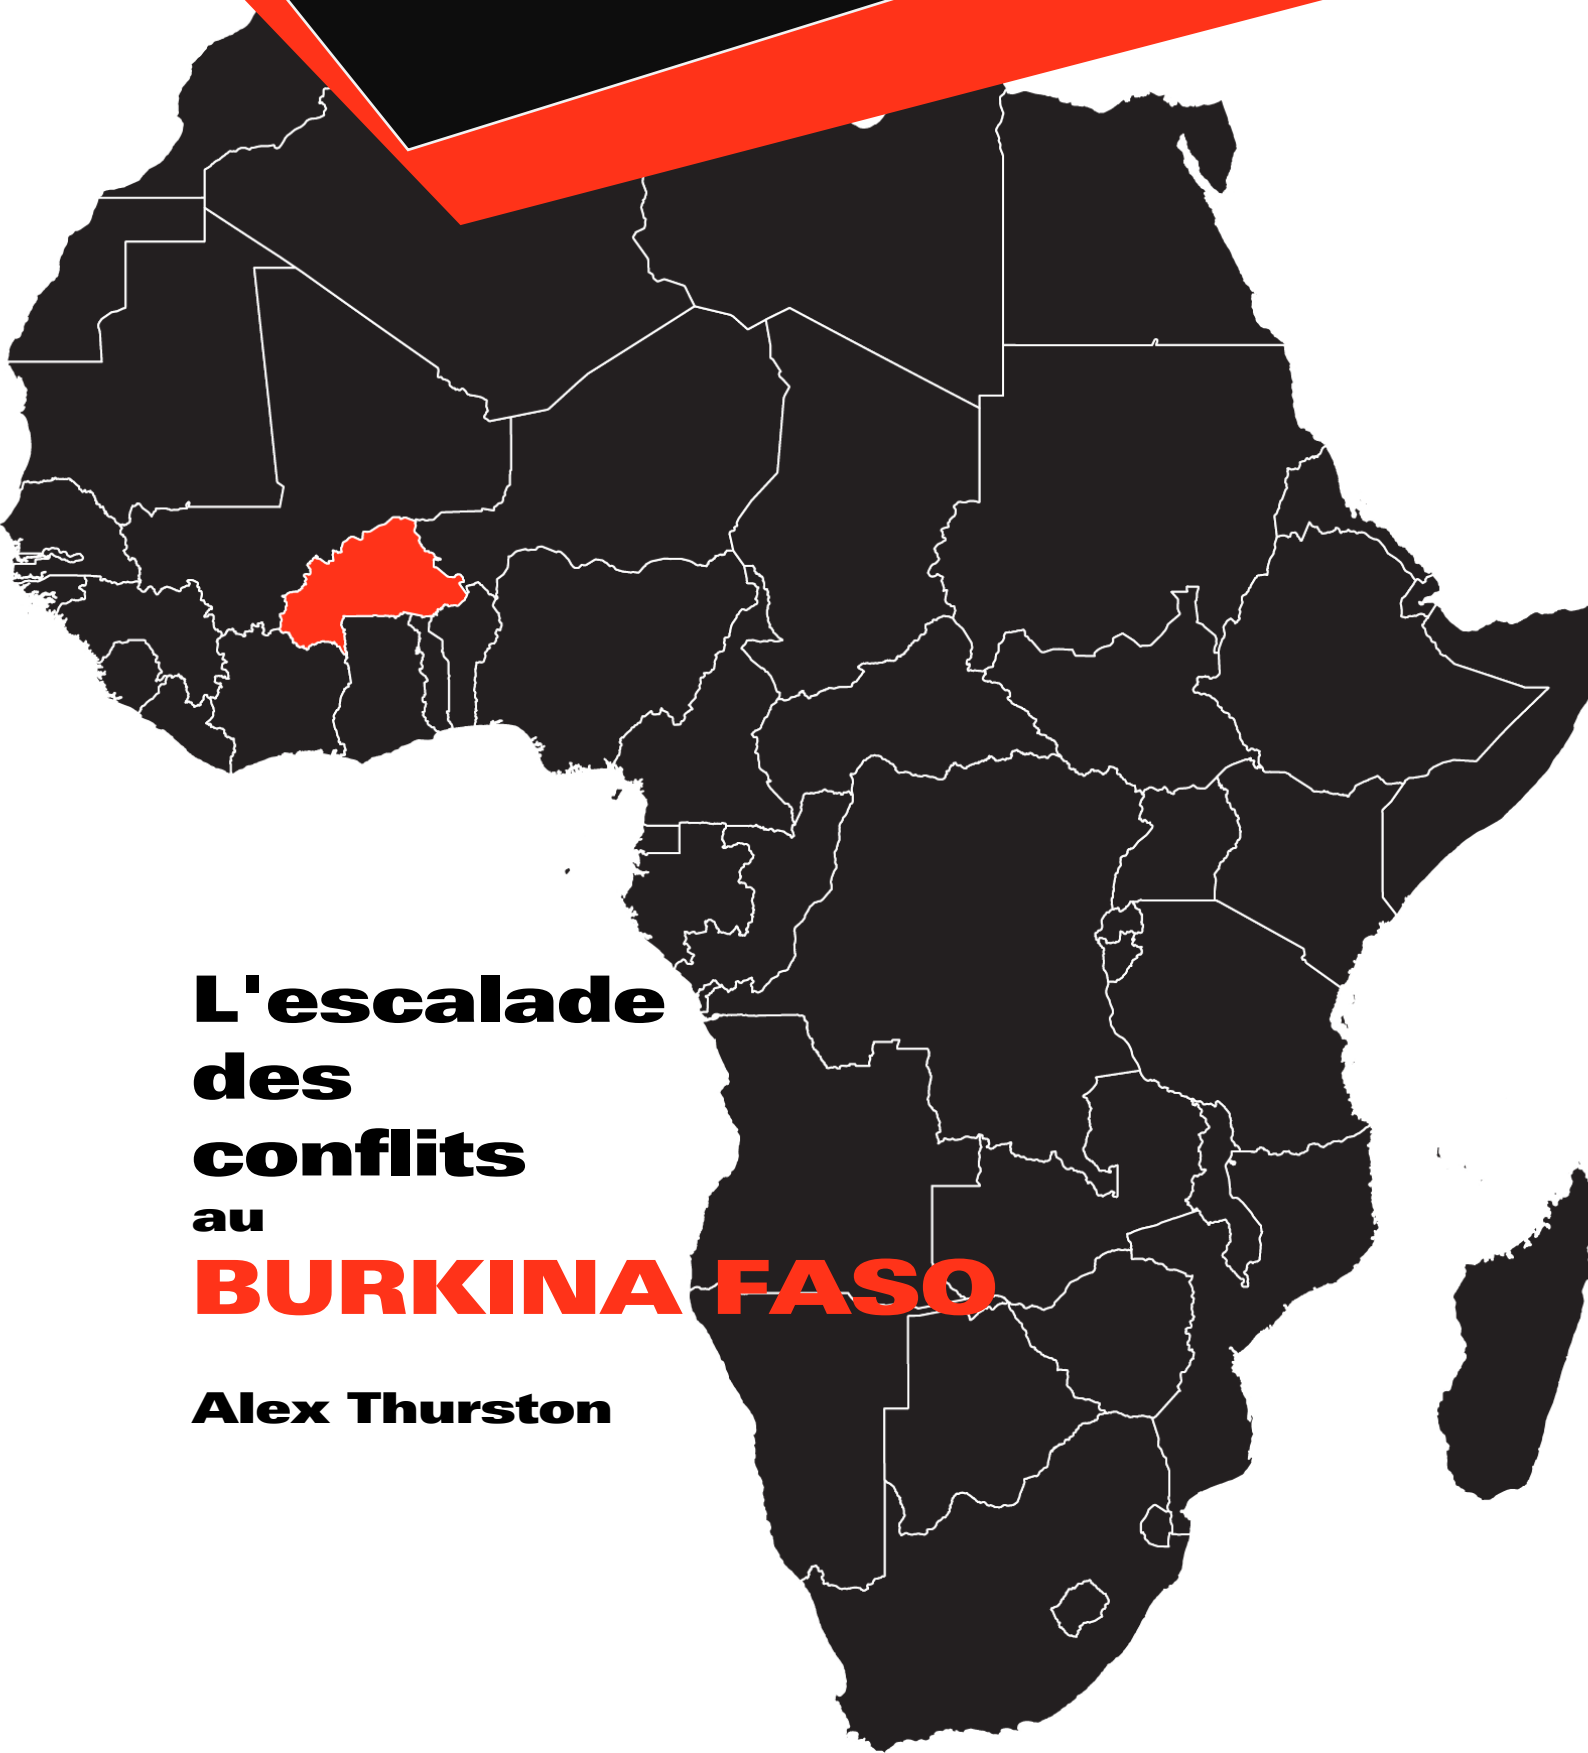 L'escalade
des
conflits
au
BURKINA FASO
Alex Thurston